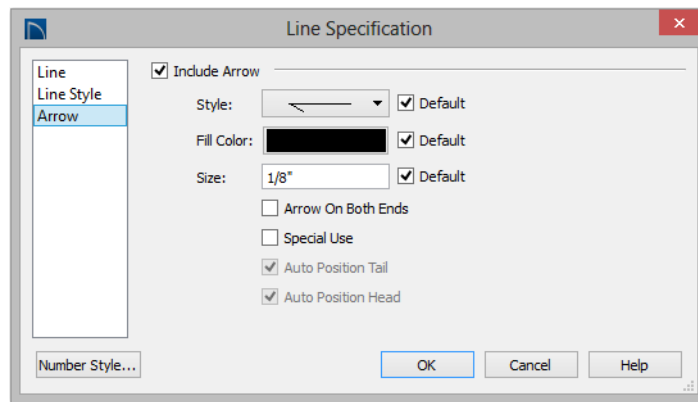 Line Specification
Line
Line Style
Arrow
Include Arrow
Style:
Default
Fill Color:
Default
Size:
1/8"
Default
Arrow On Both Ends
Special Use
Auto Position Tail
Auto Position Head
Number Style...
OK
Cancel
Help